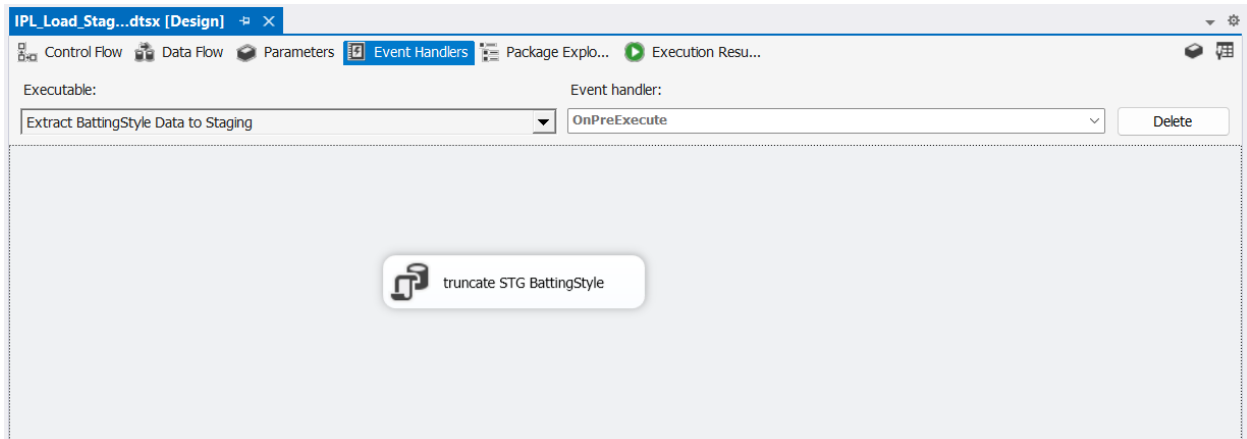 IPL_Load_Stag...dtsx [Design]
Control Flow Data Flow Parameters Event Handlers Package Explo... Execution Resu...
Executable: Event handler:
Extract BattingStyle Data to Staging OnPreExecute Delete
truncate STG BattingStyle